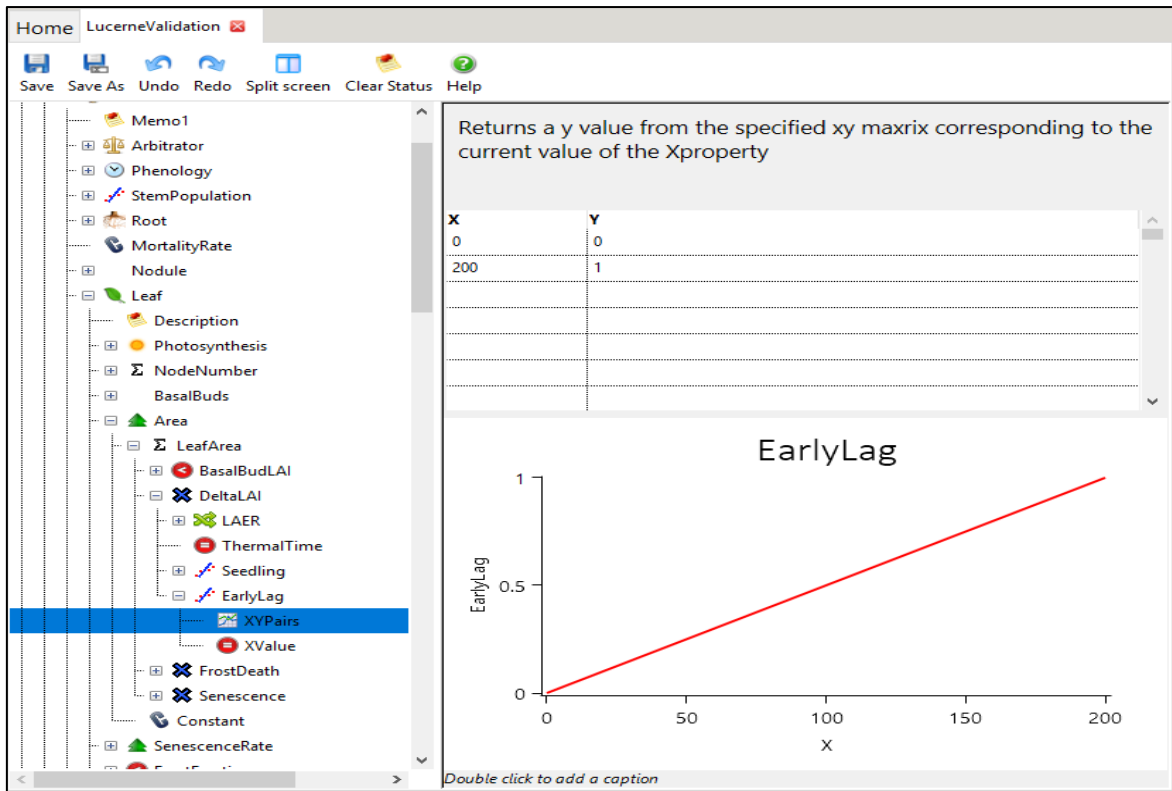 Home LucerneValidation
Save Save As Undo Redo Split screen Clear Status Help
Memo1
Arbitrator
Phenology
StemPopulation
Root
MortalityRate
Nodule
Leaf
Description
Photosynthesis
Σ NodeNumber
BasalBuds
Area
Σ LeafArea
BasalBudLAI
DeltaLAI
LAER
ThermalTime
Seedling
EarlyLag
XYPairs
XValue
FrostDeath
Senescence
Constant
SenescenceRate
Returns a y value from the specified xy maxrix corresponding to the
current value of the Xproperty
X Y
0 0
200 1
EarlyLag
EarlyLag
1
0.5
0
0 50 100 150 200
X
Double click to add a caption